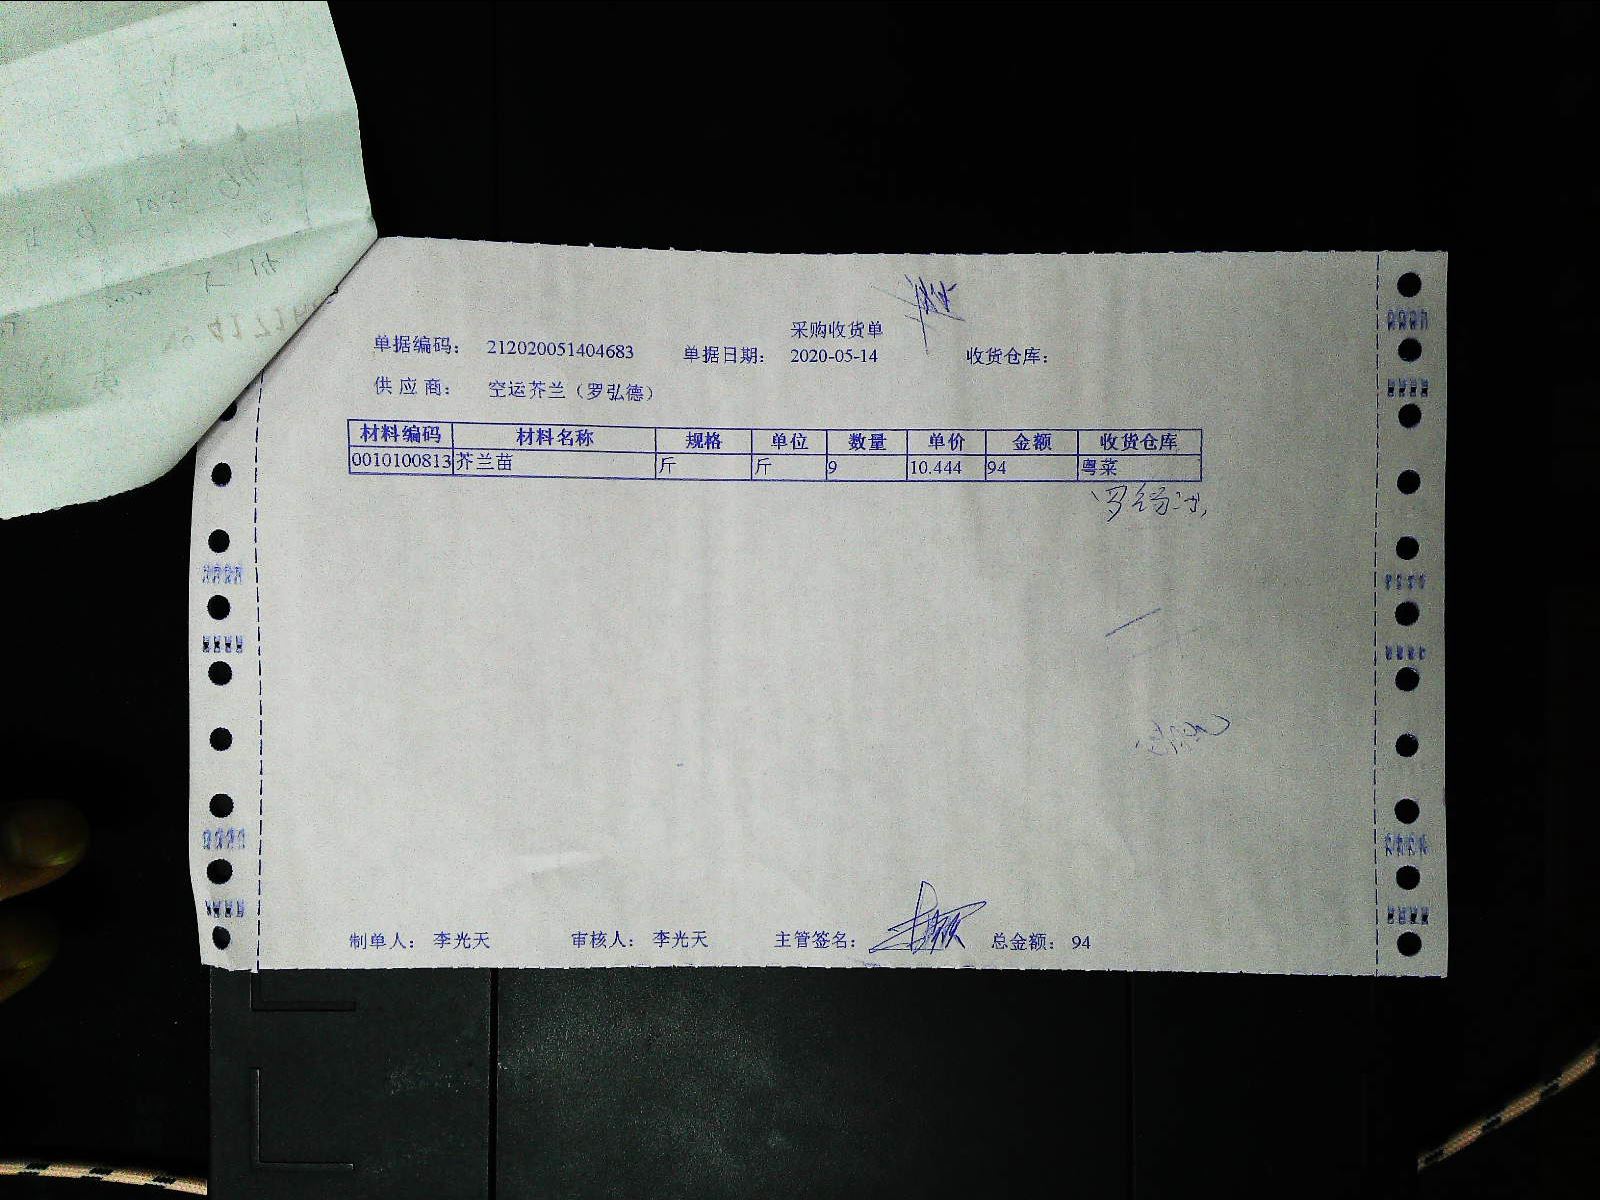 采购收货单
单据编码： 212020051404683 单据日期： 2020-05-14 收货仓库：
供 应 商： 空运芥兰（罗弘德）
材料编码 材料名称 规格 单位 数量 单价 金额 收货仓库
0010100813 芥兰苗 斤 斤 9 10.444 94 粤菜
制单人： 李光天 审核人： 李光天 主管签名： 总金额： 94